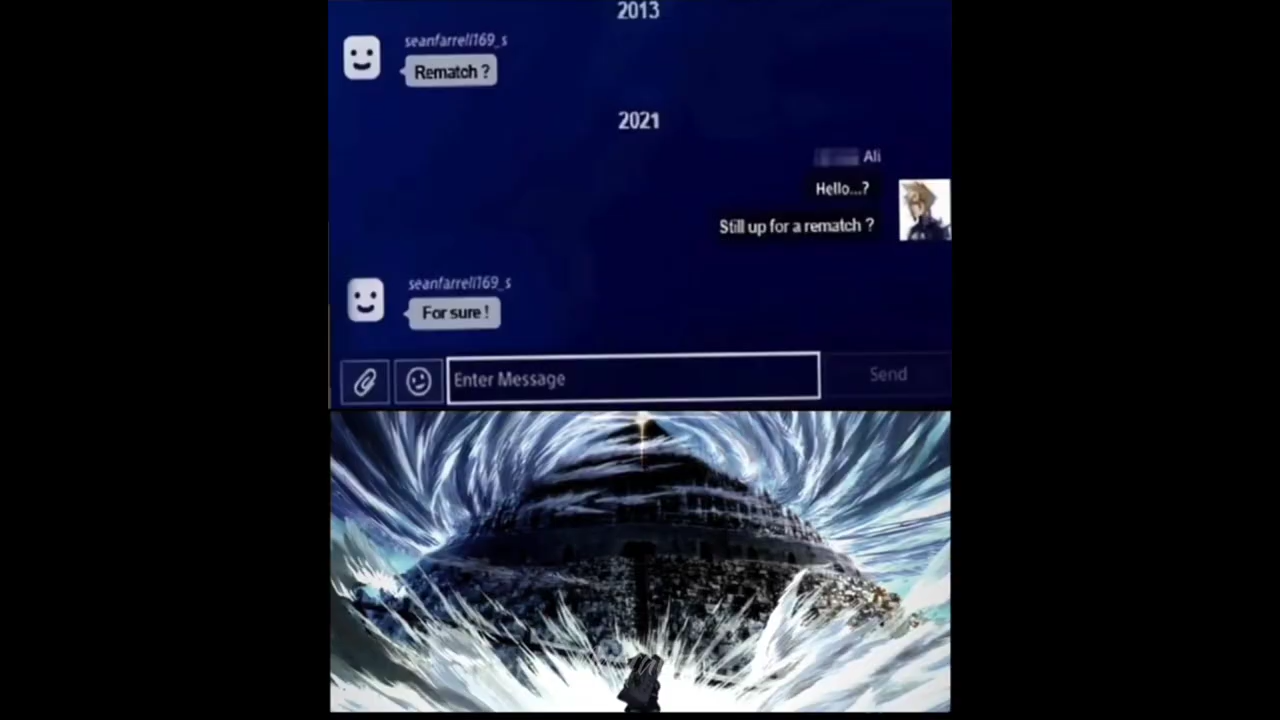 2013
seanfarrell169_s
Rematch ?
2021
Ali
Hello...?
Still up for a rematch ?
seanfarrell169_s
For sure !
Enter Message
Send